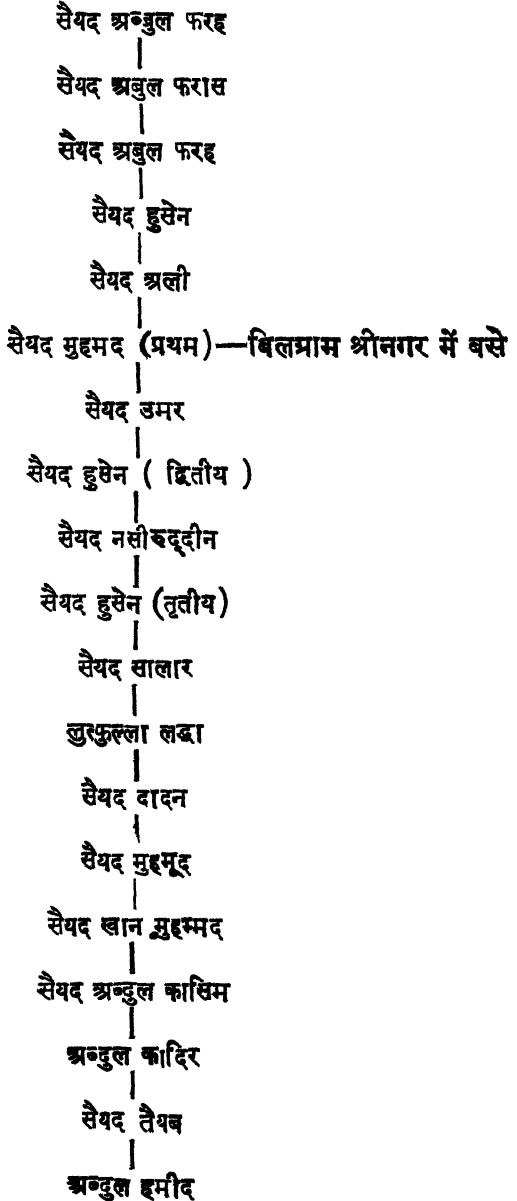 सैयद अब्बुल फरह
सैयद अबुल फरास
सैयद अबुल फरह
सैयद हुसेन
सैयद अली
सैयद मुहमद (प्रथम)—बिलग्राम श्रीनगर में बसे
सैयद उमर
सैयद हुसेन ( द्वितीय )
सैयद नसीरुद्दीन
सैयद हुसेन (तृतीय)
सैयद सालार
लुत्फुल्ला लद्धा
सैयद दादन
सैयद मुहमूद
सैयद खान मुहम्मद
सैयद अब्दुल कासिम
अब्दुल कादिर
सैयद तैयब
अब्दुल हमीद